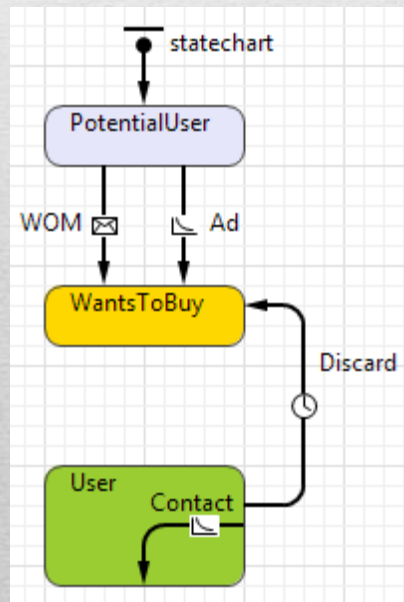 statechart
PotentialUser
WOM
Ad
WantsToBuy
Discard
User
Contact